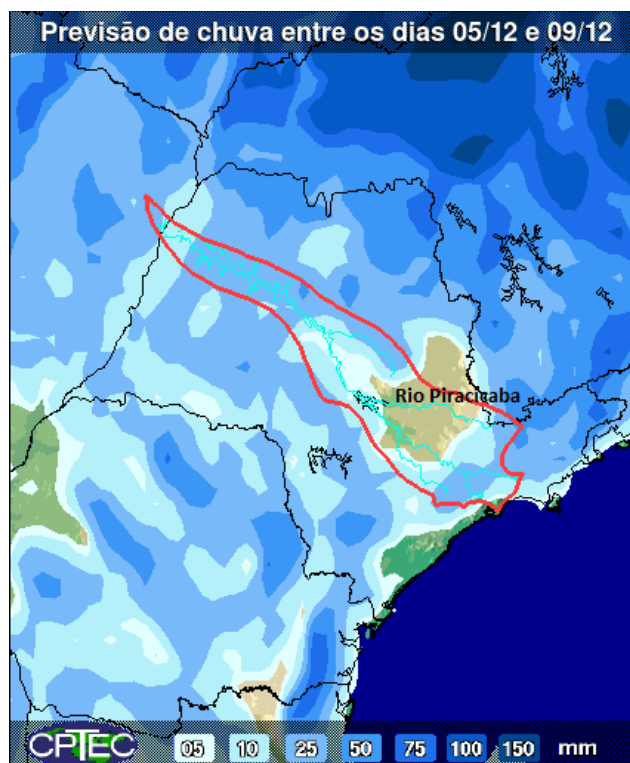 Previsão de chuva entre os dias 05/12 e 09/12
Rio Piracicaba
CPTEC 05 10 25 50 75 100 150 mm